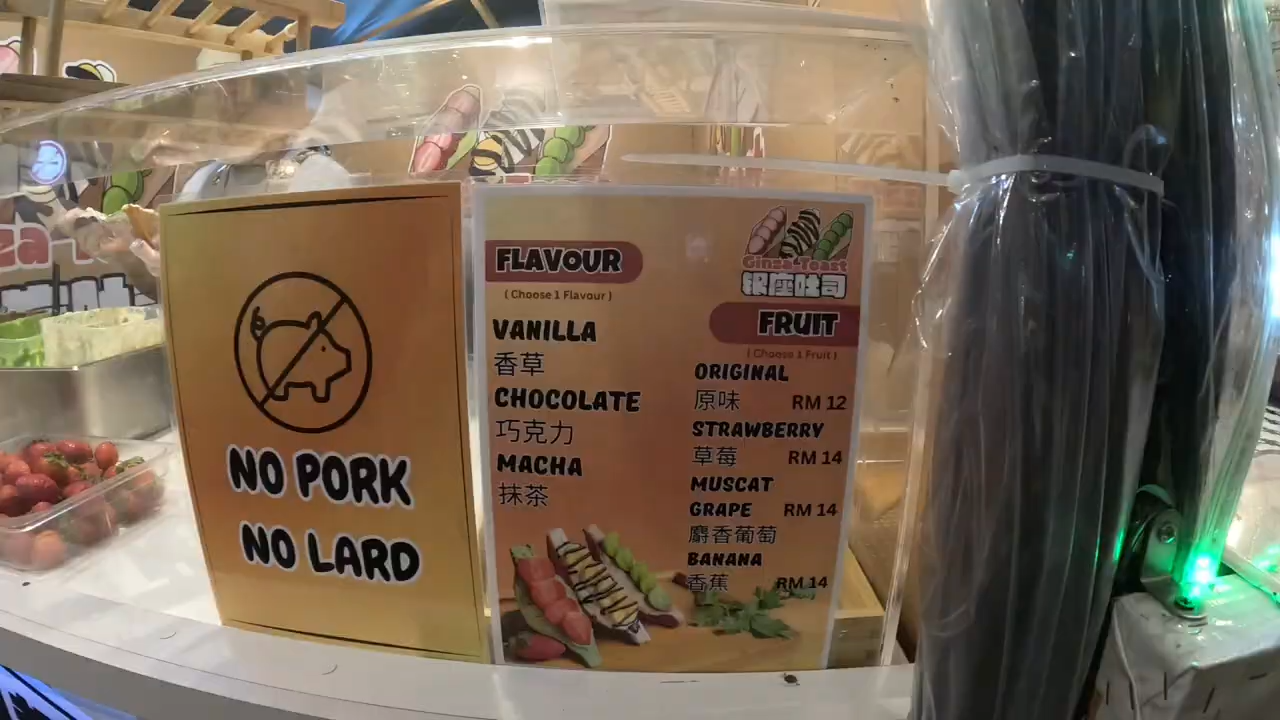 NO PORK
NO LARD
FLAVOUR
( Choose 1 Flavour )
VANILLA
香草
CHOCOLATE
巧克力
MACHA
抹茶
Ginza-Toast
银座吐司
FRUIT
( Choose 1 Fruit )
ORIGINAL
原味 RM 12
STRAWBERRY
草莓 RM 14
MUSCAT
GRAPE RM 14
麝香葡萄
BANANA
香蕉 RM 14